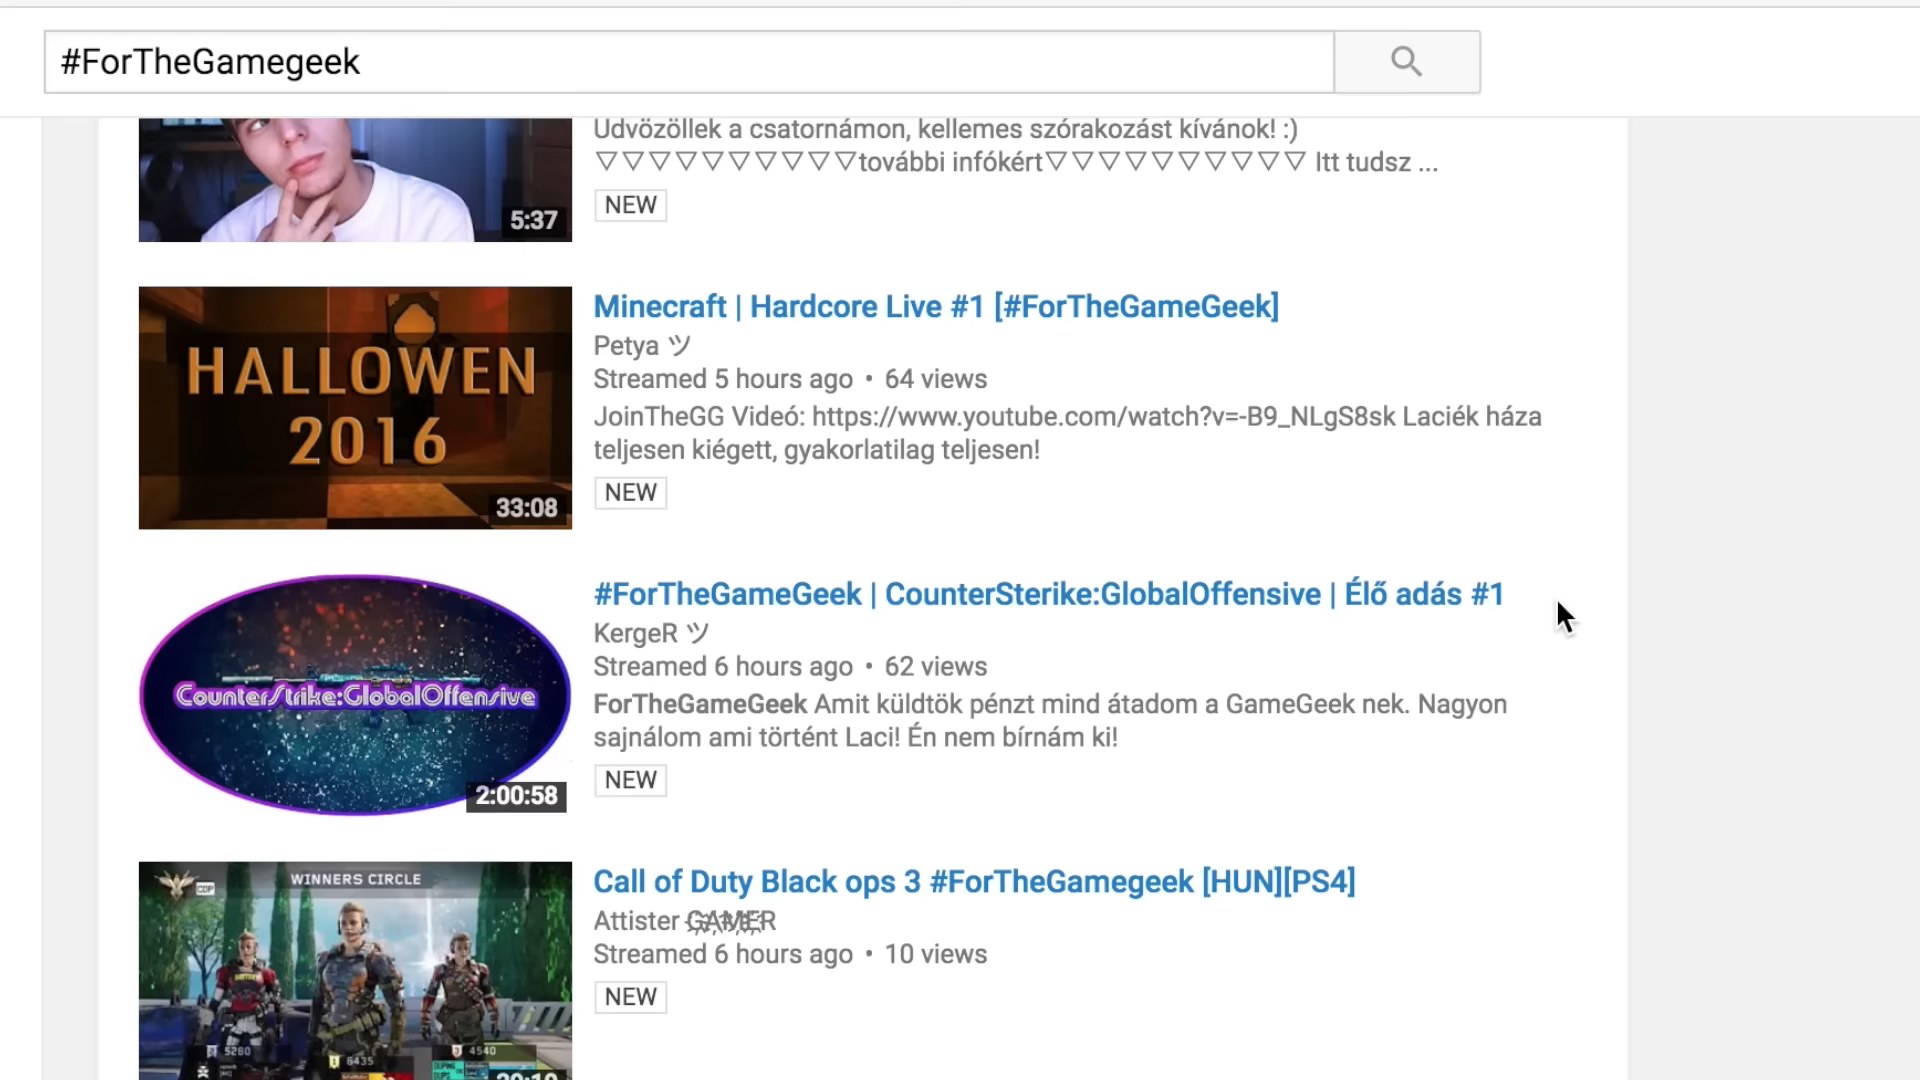 #ForTheGamegeek
Üdvözöllek a csatornámon, kellemes szórakozást kívánok! :)
▽▽▽▽▽▽▽▽▽▽további infókért▽▽▽▽▽▽▽▽▽▽ Itt tudsz ...
5:37
NEW
Minecraft | Hardcore Live #1 [#ForTheGameGeek]
Petya ツ
Streamed 5 hours ago • 64 views
JoinTheGG Videó: https://www.youtube.com/watch?v=-B9_NLgS8sk Laciék háza
teljesen kiégett, gyakorlatilag teljesen!
NEW
HALLOWEN
2016
33:08
#ForTheGameGeek | CounterSterike:GlobalOffensive | Élő adás #1
KergeR ツ
Streamed 6 hours ago • 62 views
ForTheGameGeek Amit küldtök pénzt mind átadom a GameGeek nek. Nagyon
sajnálom ami történt Laci! Én nem bírnám ki!
NEW
CounterStrike:GlobalOffensive
2:00:58
Call of Duty Black ops 3 #ForTheGamegeek [HUN][PS4]
Attister GAMER
Streamed 6 hours ago • 10 views
NEW
WINNERS CIRCLE
5280
6435
4540